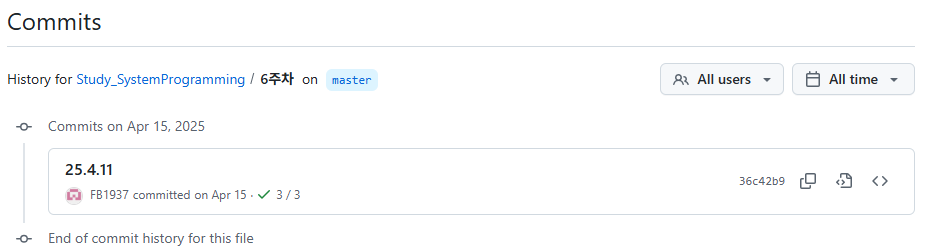 Commits
History for Study_SystemProgramming / 6주차 on master
All users
All time
Commits on Apr 15, 2025
25.4.11
36c42b9
FB1937 committed on Apr 15 · 3 / 3
End of commit history for this file